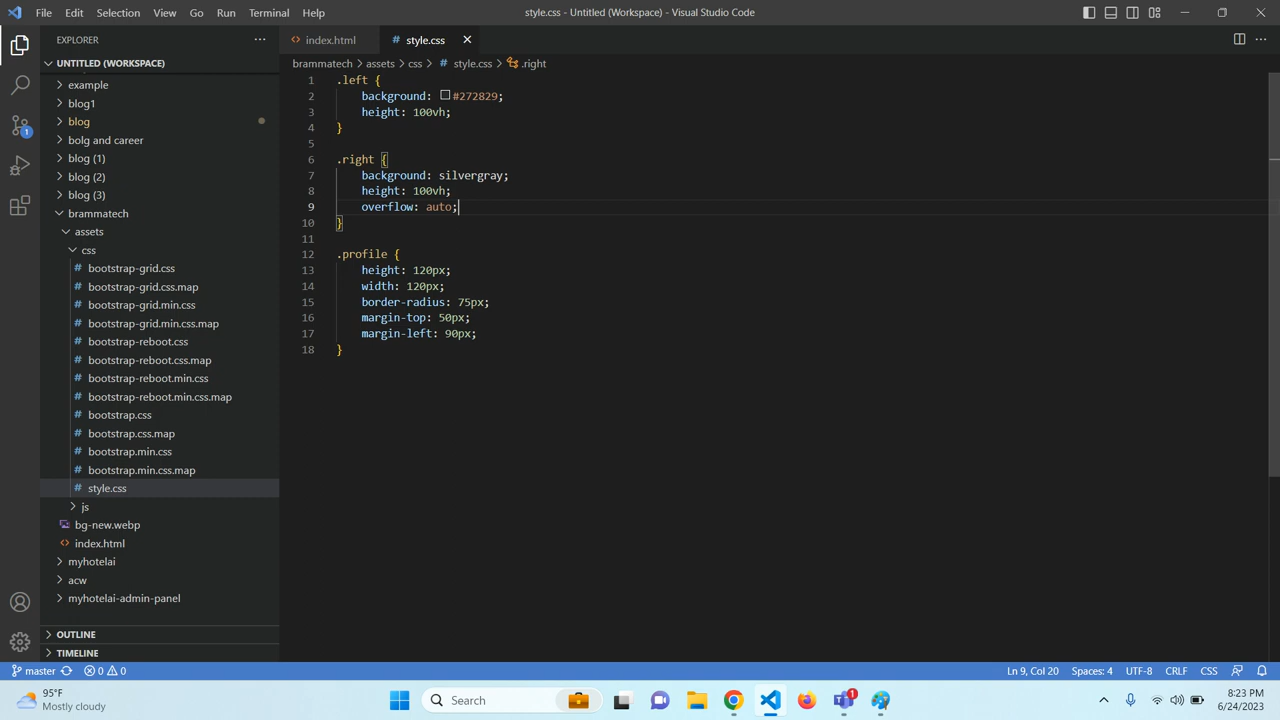 File Edit Selection View Go Run Terminal Help
style.css - Untitled (Workspace) - Visual Studio Code
EXPLORER
UNTITLED (WORKSPACE)
example
blog1
blog
bolg and career
blog (1)
blog (2)
blog (3)
brammatech
assets
css
bootstrap-grid.css
bootstrap-grid.css.map
bootstrap-grid.min.css
bootstrap-grid.min.css.map
bootstrap-reboot.css
bootstrap-reboot.css.map
bootstrap-reboot.min.css
bootstrap-reboot.min.css.map
bootstrap.css
bootstrap.css.map
bootstrap.min.css
bootstrap.min.css.map
style.css
js
bg-new.webp
index.html
myhotelai
acw
myhotelai-admin-panel
OUTLINE
TIMELINE
1
index.html
style.css
brammatech > assets > css > style.css > .right
1 .left {
2 background: #272829;
3 height: 100vh;
4 }
5
6 .right {
7 background: silvergray;
8 height: 100vh;
9 overflow: auto;
10 }
11
12 .profile {
13 height: 120px;
14 width: 120px;
15 border-radius: 75px;
16 margin-top: 50px;
17 margin-left: 90px;
18 }
master 0 0 Ln 9, Col 20 Spaces: 4 UTF-8 CRLF CSS
95°F
Mostly cloudy
Search
1
8:23 PM
6/24/2023